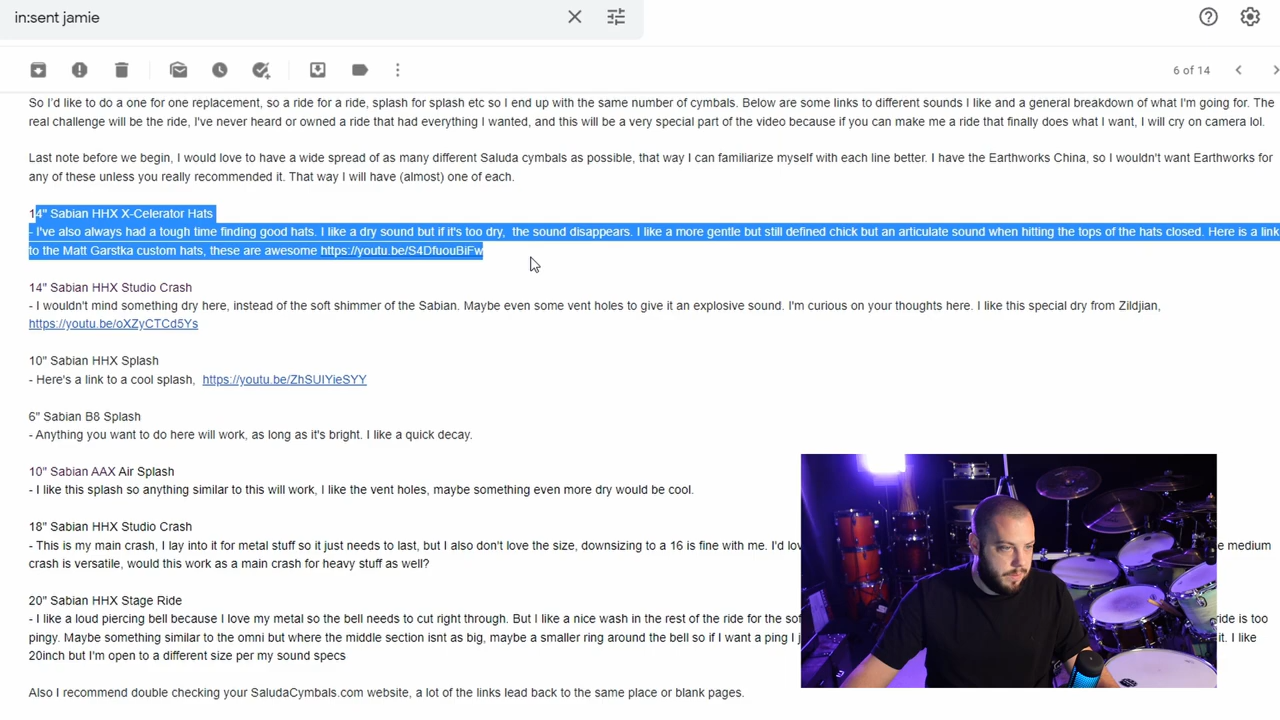 in:sent jamie
6 of 14
So I'd like to do a one for one replacement, so a ride for a ride, splash for splash etc so I end up with the same number of cymbals. Below are some links to different sounds I like and a general breakdown of what I'm going for. The
real challenge will be the ride, I've never heard or owned a ride that had everything I wanted, and this will be a very special part of the video because if you can make me a ride that finally does what I want, I will cry on camera lol.
Last note before we begin, I would love to have a wide spread of as many different Saluda cymbals as possible, that way I can familiarize myself with each line better. I have the Earthworks China, so I wouldn't want Earthworks for
any of these unless you really recommended it. That way I will have (almost) one of each.
14" Sabian HHX X-Celerator Hats
- I've also always had a tough time finding good hats. I like a dry sound but if it's too dry,  the sound disappears. I like a more gentle but still defined chick but an articulate sound when hitting the tops of the hats closed. Here is a link
to the Matt Garstka custom hats, these are awesome https://youtu.be/S4DfuouBiFw
14" Sabian HHX Studio Crash
- I wouldn't mind something dry here, instead of the soft shimmer of the Sabian. Maybe even some vent holes to give it an explosive sound. I'm curious on your thoughts here. I like this special dry from Zildjian,
https://youtu.be/oXZyCTCd5Ys
10" Sabian HHX Splash
- Here's a link to a cool splash,  https://youtu.be/ZhSUIYieSYY
6" Sabian B8 Splash
- Anything you want to do here will work, as long as it's bright. I like a quick decay.
10" Sabian AAX Air Splash
- I like this splash so anything similar to this will work, I like the vent holes, maybe something even more dry would be cool.
18" Sabian HHX Studio Crash
- This is my main crash, I lay into it for metal stuff so it just needs to last, but I also don't love the size, downsizing to a 16 is fine with me. I'd lov e medium
crash is versatile, would this work as a main crash for heavy stuff as well?
20" Sabian HHX Stage Ride
- I like a loud piercing bell because I love my metal so the bell needs to cut right through. But I like a nice wash in the rest of the ride for the sof ride is too
pingy. Maybe something similar to the omni but where the middle section isnt as big, maybe a smaller ring around the bell so if I want a ping I j it. I like
20inch but I'm open to a different size per my sound specs
Also I recommend double checking your SaludaCymbals.com website, a lot of the links lead back to the same place or blank pages.